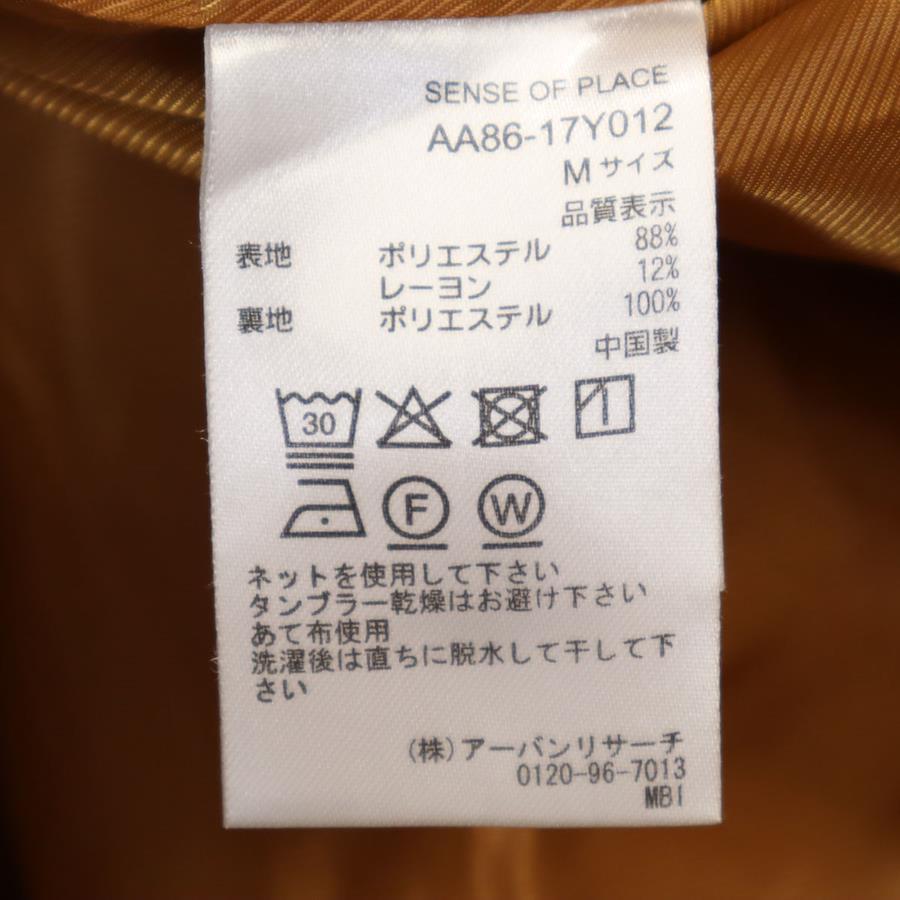 SENSE OF PLACE
AA86-17Y012
M サイズ
品質表示
表地 ポリエステル 88%
レーヨン 12%
裏地 ポリエステル 100%
中国製
30
F W
ネットを使用して下さい
タンブラー乾燥はお避け下さい
あて布使用
洗濯後は直ちに脱水して干して下
さい
(株)アーバンリサーチ
0120-96-7013
MBI